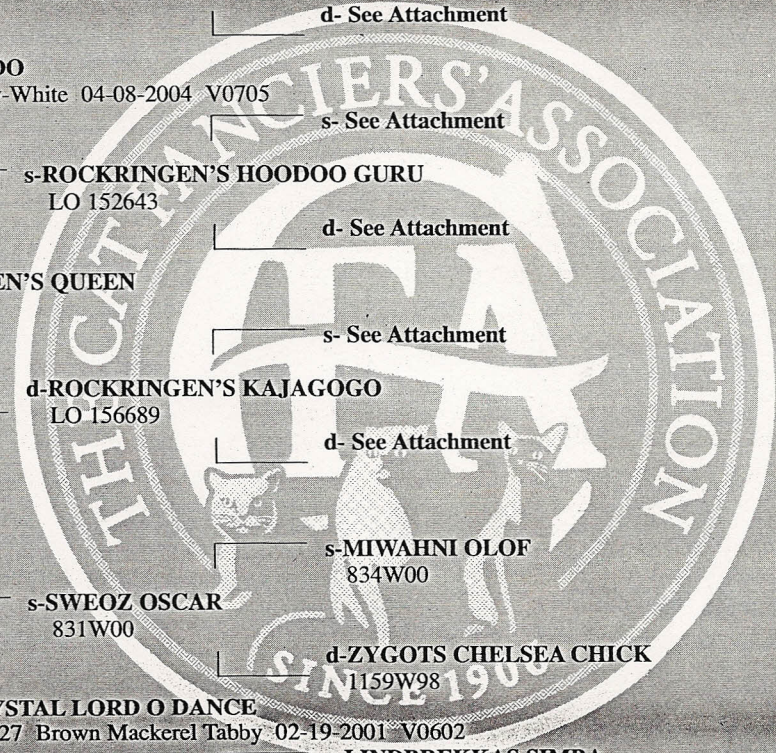 d- See Attachment
OO
-White 04-08-2004 V0705
s- See Attachment
s-ROCKRINGEN'S HOODOO GURU
LO 152643
d- See Attachment
EN'S QUEEN
s- See Attachment
d-ROCKRINGEN'S KAJAGOGO
LO 156689
d- See Attachment
s-MIWAHNI OLOF
834W00
s-SWEOZ OSCAR
831W00
d-ZYGOTS CHELSEA CHICK
1159W98
YSTAL LORD O DANCE
27 Brown Mackerel Tabby 02-19-2001 V0602
THE CAT FANCIERS' ASSOCIATION
CFA
SINCE 1906